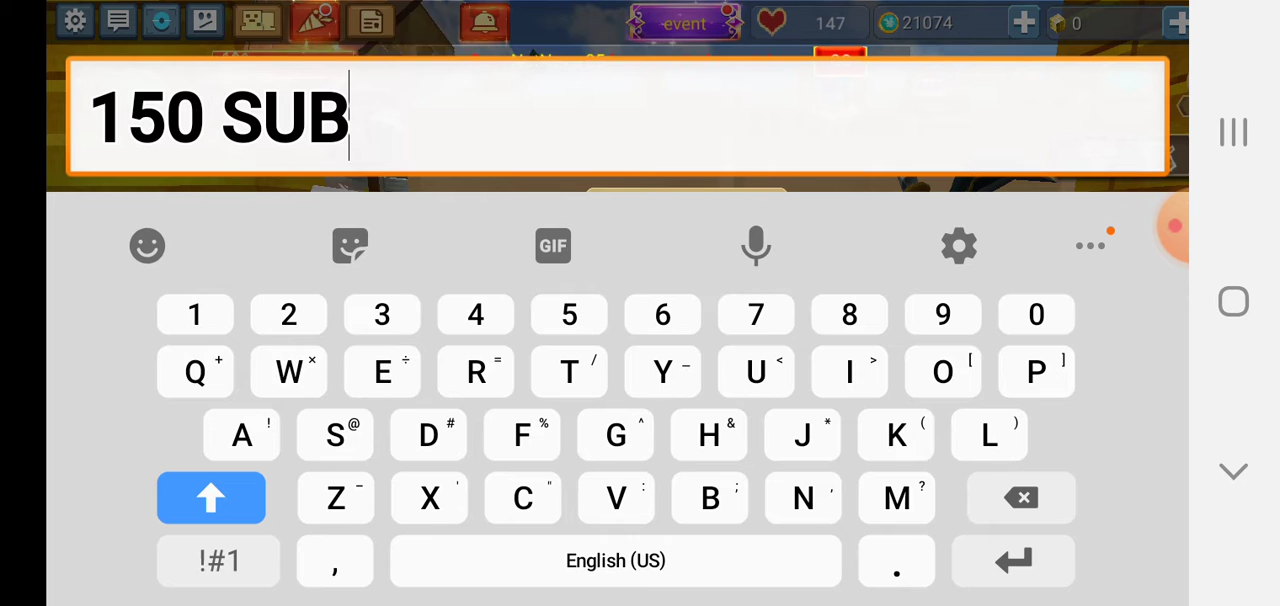 event 147 21074 0
150 SUB
GIF
1 2 3 4 5 6 7 8 9 0
Q + W × E ÷ R = T / Y _ U < I > O [ P ]
A ! S @ D # F % G ^ H & J * K ( L )
Z - X ' C " V : B ; N , M ?
!#1 , English (US) .